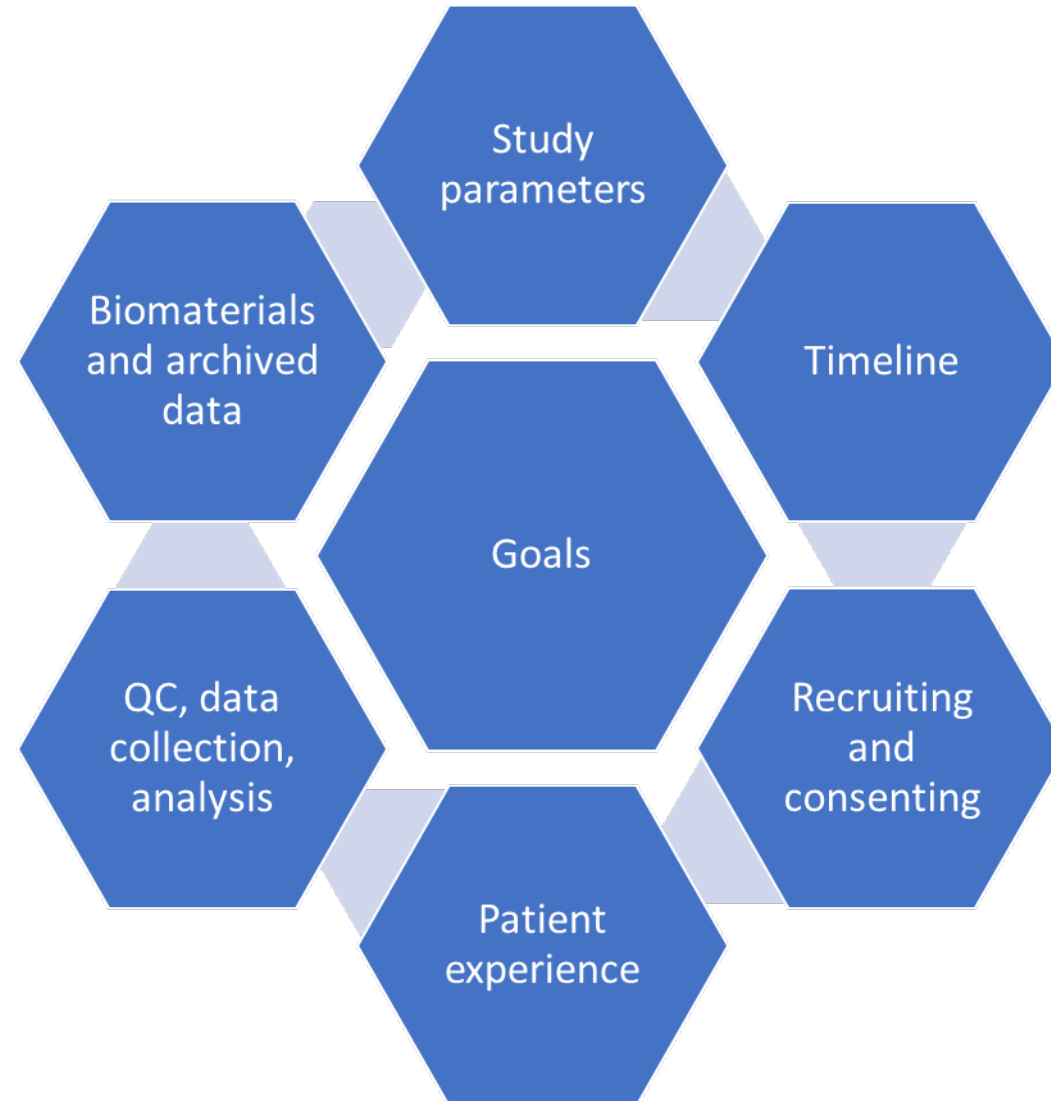 Study
parameters
Timeline
Recruiting
and
consenting
Patient
experience
QC, data
collection,
analysis
Biomaterials
and archived
data
Goals